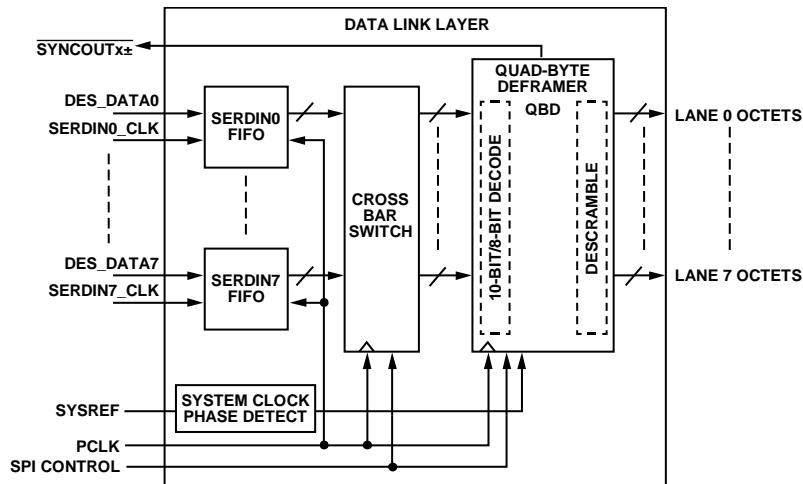 DATA LINK LAYER
SYNCOUTx±
QUAD-BYTE
DEFRAMER
QBD
DES_DATA0
SERDIN0_CLK
SERDIN0
FIFO
LANE 0 OCTETS
CROSS
BAR
SWITCH
10-BIT/8-BIT DECODE
DESCRAMBLE
DES_DATA7
SERDIN7_CLK
SERDIN7
FIFO
LANE 7 OCTETS
SYSREF
SYSTEM CLOCK
PHASE DETECT
PCLK
SPI CONTROL